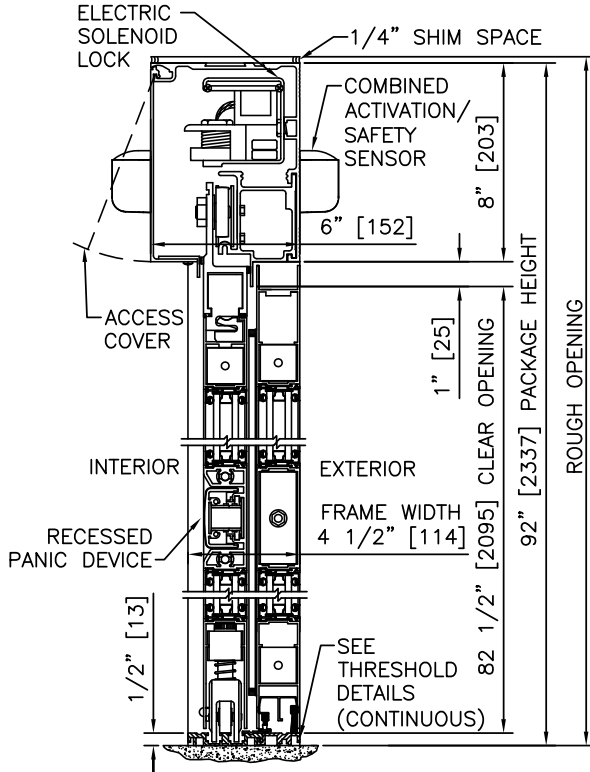 ELECTRIC
SOLENOID
LOCK
1/4" SHIM SPACE
COMBINED
ACTIVATION/
SAFETY
SENSOR
8" [203]
6" [152]
ACCESS
COVER
1" [25]
82 1/2" [2095] CLEAR OPENING
92" [2337] PACKAGE HEIGHT
ROUGH OPENING
INTERIOR
EXTERIOR
FRAME WIDTH
4 1/2" [114]
RECESSED
PANIC DEVICE
1/2" [13]
SEE
THRESHOLD
DETAILS
(CONTINUOUS)